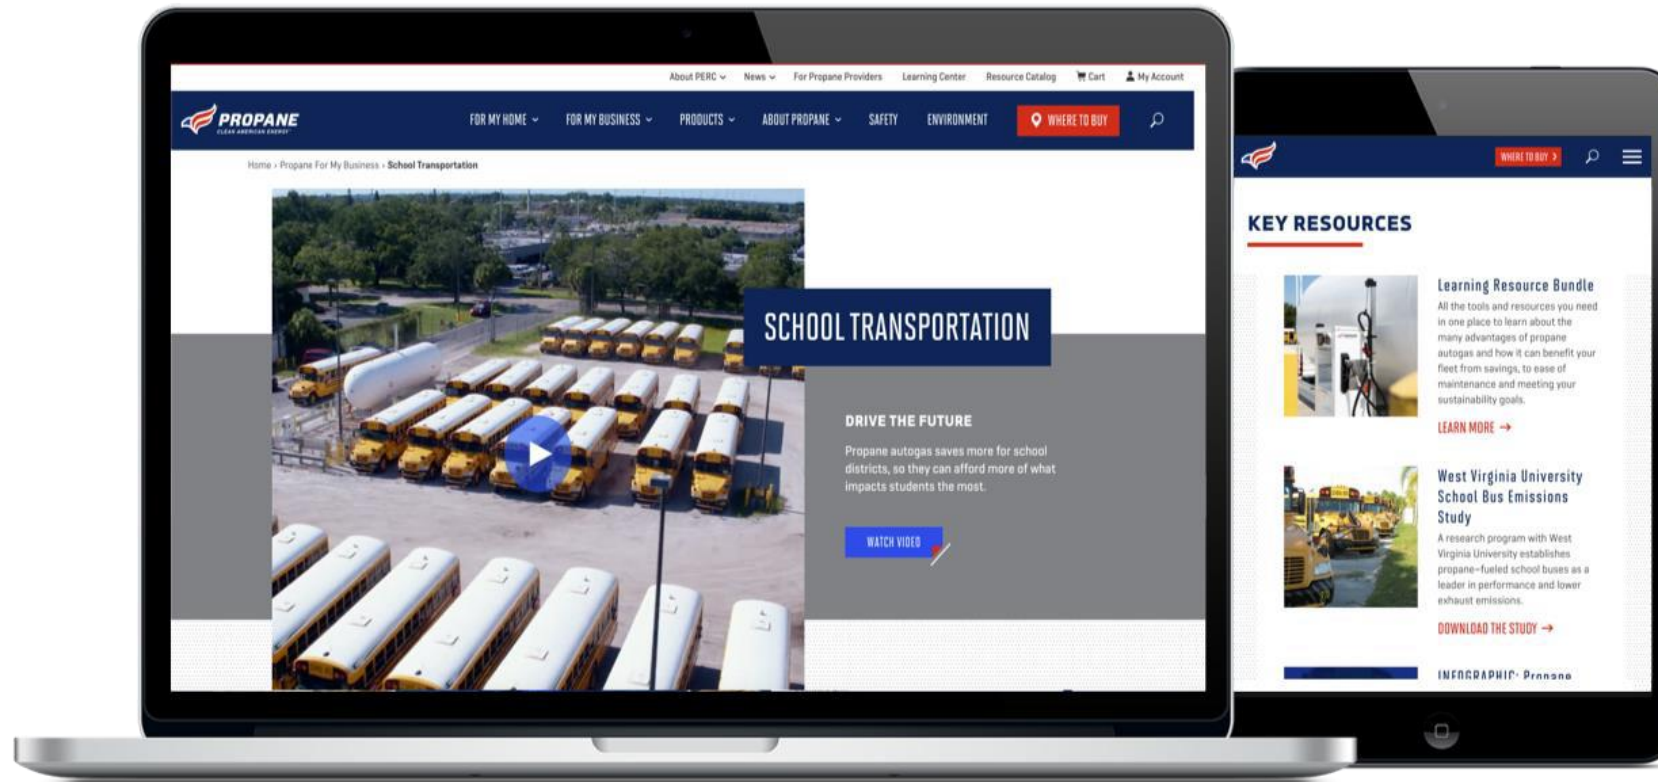 About PERC
News
For Propane Providers
Learning Center
Resource Catalog
Cart
My Account
PROPANE
CLEAN AMERICAN ENERGY
FOR MY HOME
FOR MY BUSINESS
PRODUCTS
ABOUT PROPANE
SAFETY
ENVIRONMENT
WHERE TO BUY
Home › Propane For My Business › School Transportation
SCHOOL TRANSPORTATION
DRIVE THE FUTURE
Propane autogas saves more for school
districts, so they can afford more of what
impacts students the most.
WATCH VIDEO
WHERE TO BUY
KEY RESOURCES
Learning Resource Bundle
All the tools and resources you need
in one place to learn about the
many advantages of propane
autogas and how it can benefit your
fleet from savings, to ease of
maintenance and meeting your
sustainability goals.
LEARN MORE →
West Virginia University
School Bus Emissions
Study
A research program with West
Virginia University establishes
propane-fueled school buses as a
leader in performance and lower
exhaust emissions.
DOWNLOAD THE STUDY →
INFOGRAPHIC: Propane